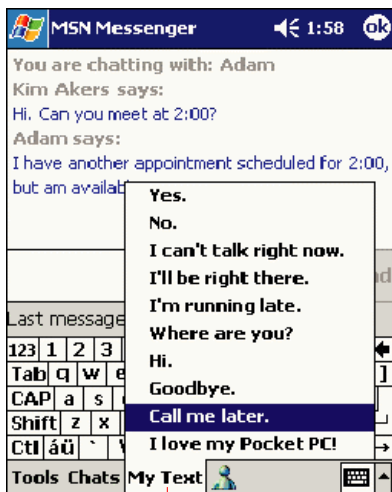 MSN Messenger 1:58 ok
You are chatting with: Adam
Kim Akers says:
Hi. Can you meet at 2:00?
Adam says:
I have another appointment scheduled for 2:00,
but am
Yes.
No.
I can't talk right now.
I'll be right there.
I'm running late.
Where are you?
Hi.
Goodbye.
Call me later.
I love my Pocket PC!
Last message
123 1 2 3
Tab q w e ]
CAP a s
Shift z x
Ctl áü `
Tools Chats My Text